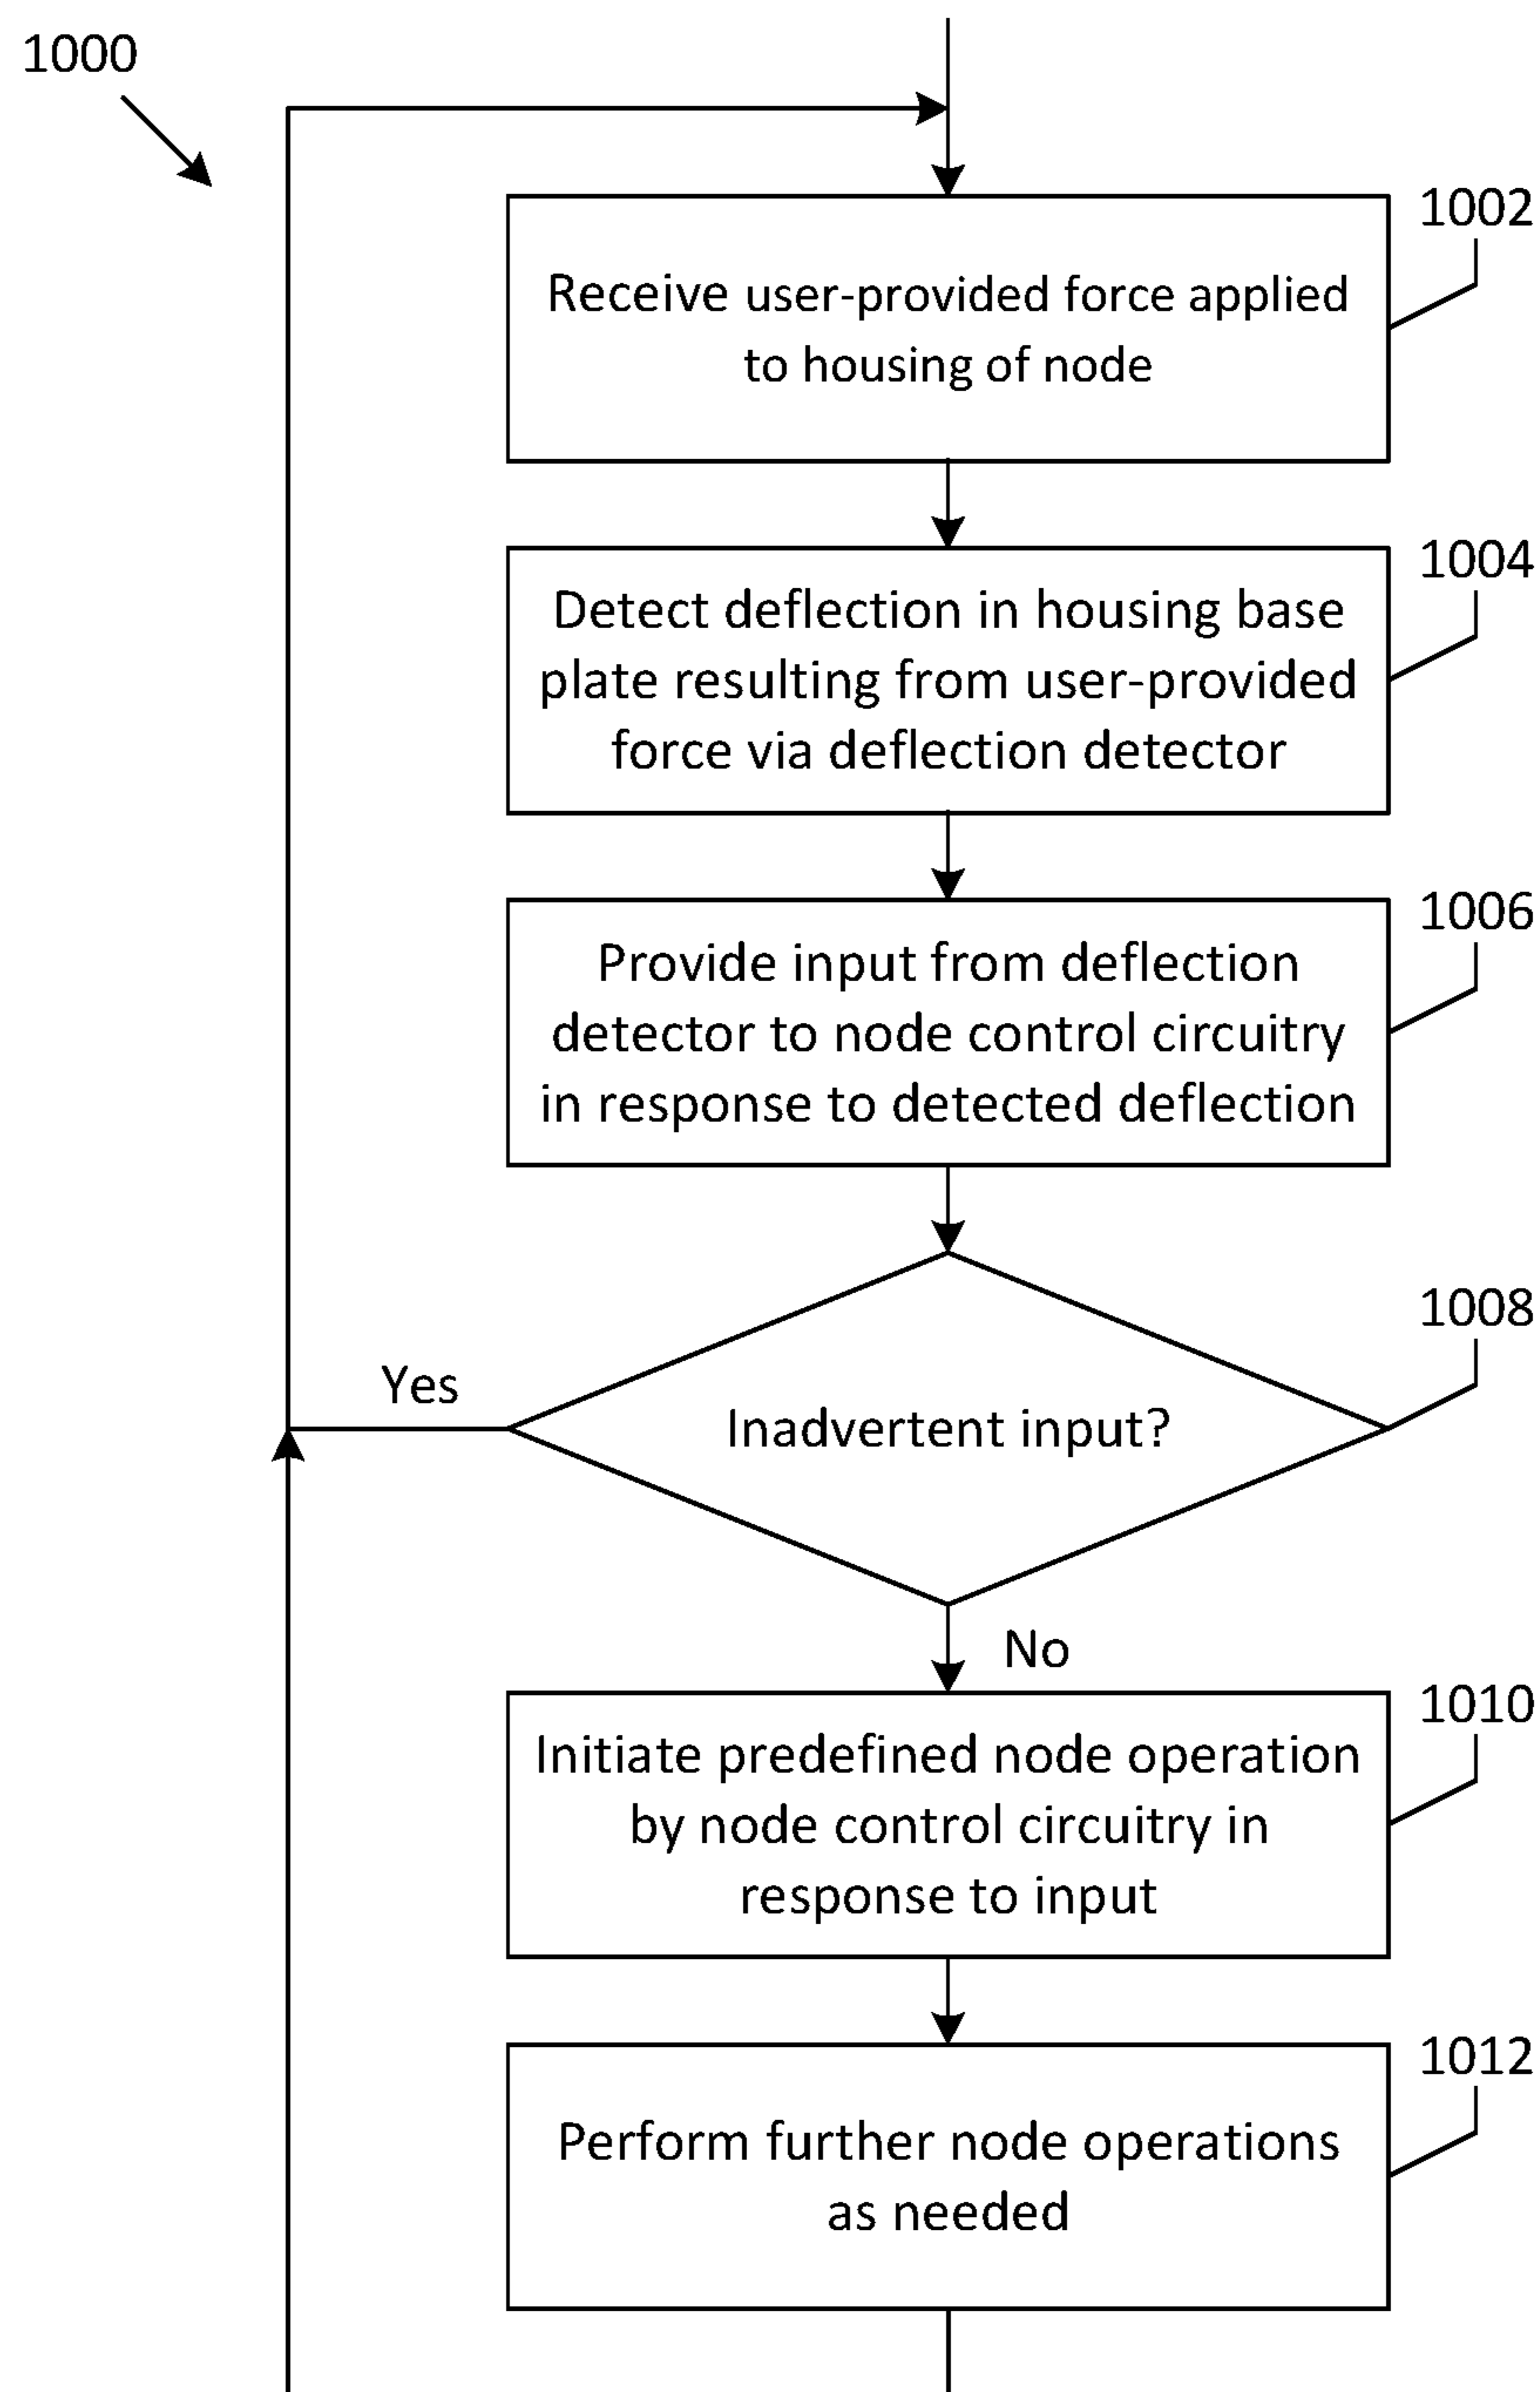 1000
1002
Receive user-provided force applied
to housing of node
1004
Detect deflection in housing base
plate resulting from user-provided
force via deflection detector
1006
Provide input from deflection
detector to node control circuitry
in response to detected deflection
1008
Yes
Inadvertent input?
No
1010
Initiate predefined node operation
by node control circuitry in
response to input
1012
Perform further node operations
as needed